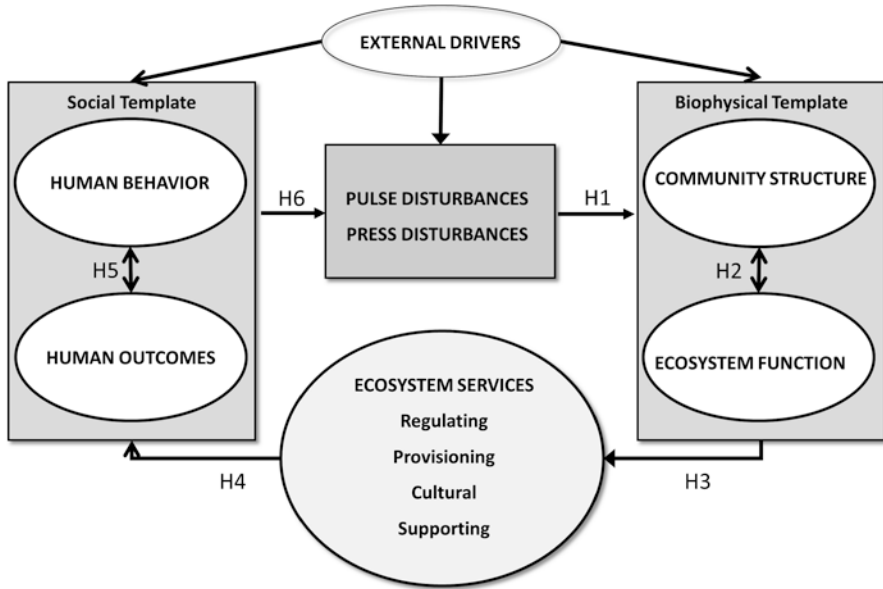 EXTERNAL DRIVERS
Social Template
Biophysical Template
HUMAN BEHAVIOR
COMMUNITY STRUCTURE
H6
PULSE DISTURBANCES
PRESS DISTURBANCES
H1
H5
H2
HUMAN OUTCOMES
ECOSYSTEM FUNCTION
ECOSYSTEM SERVICES
Regulating
Provisioning
Cultural
Supporting
H4
H3